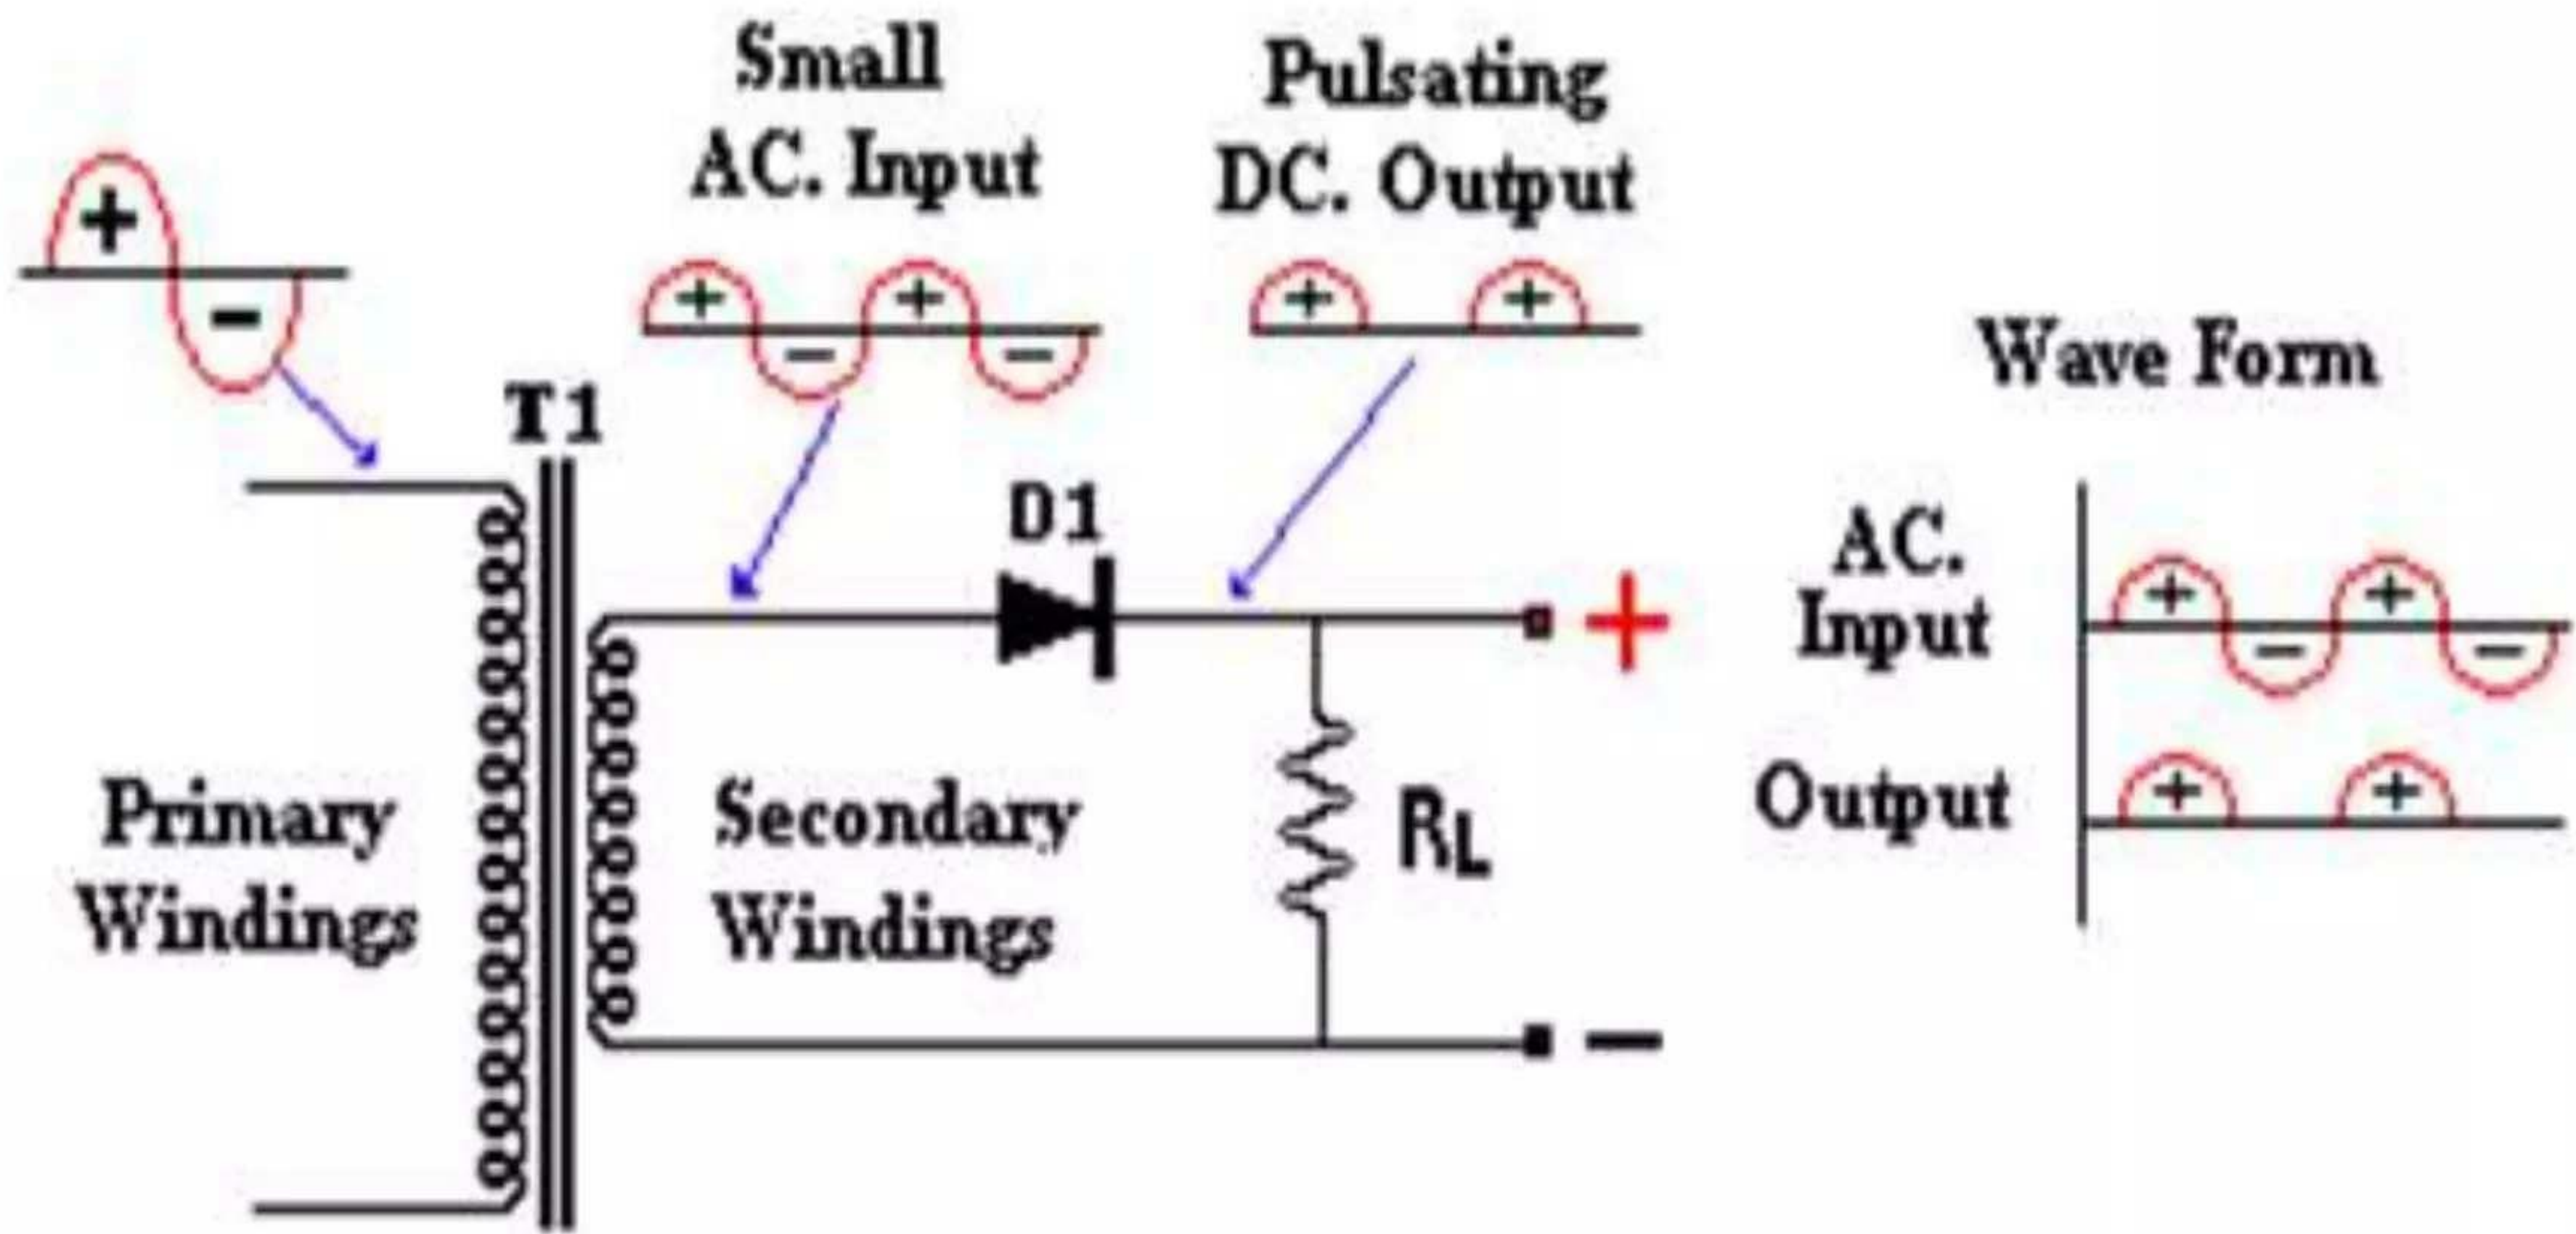 Small
AC. Input
Pulsating
DC. Output
+
-
+
-
+
-
+
+
T1
D1
+
Wave Form
AC.
Input
+
-
+
-
Output
+
+
Primary
Windings
Secondary
Windings
RL
-